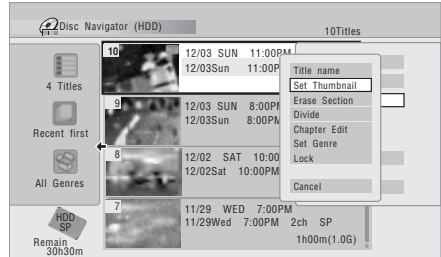 Disc Navigator (HDD)
10Titles
4 Titles
Recent first
All Genres
HDD
SP
Remain
30h30m
10
12/03 SUN 11:00PM
12/03Sun 11:00P
9
12/03 SUN 8:00P
12/03Sun 8:00P
8
12/02 SAT 10:00
12/02Sat 10:00PM
7
11/29 WED 7:00PM
11/29Wed 7:00PM 2ch SP
1h00m(1.0G)
Title name
Set Thumbnail
Erase Section
Divide
Chapter Edit
Set Genre
Lock
Cancel